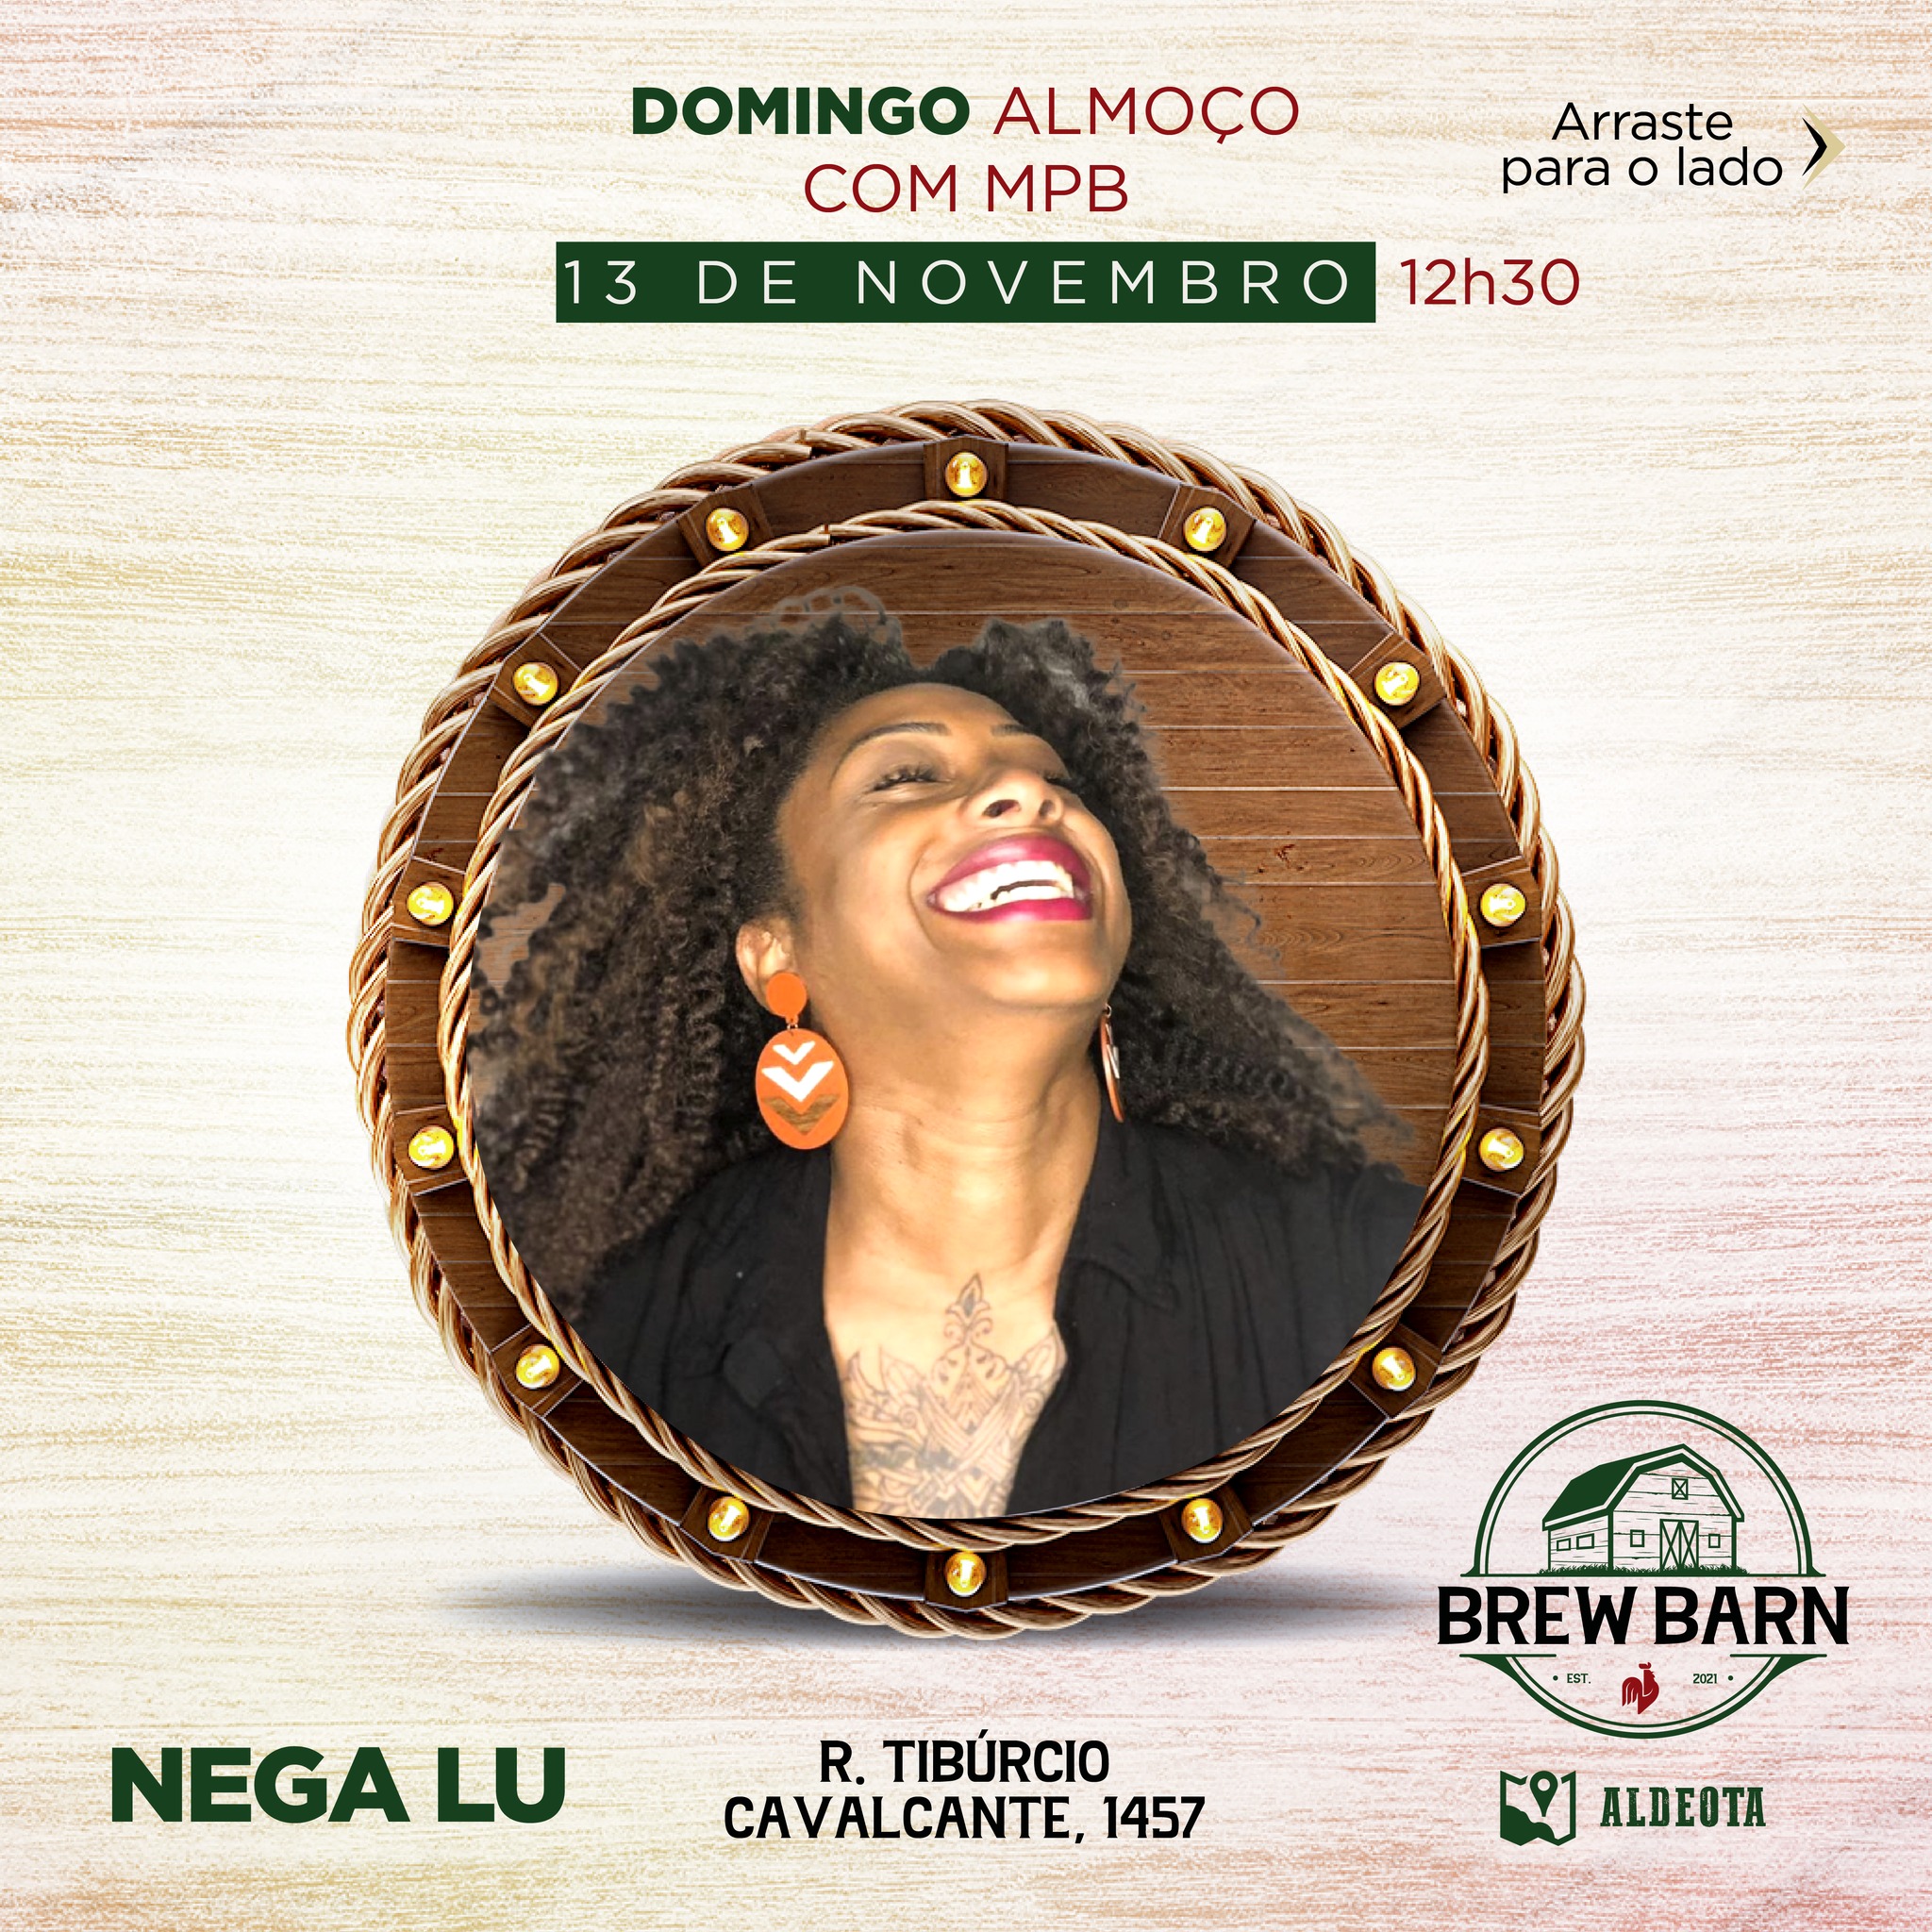 DOMINGO ALMOÇO
COM MPB
13 DE NOVEMBRO 12h30
Arraste
para o lado
BREW BARN
• EST. 2021 •
NEGA LU
R. TIBÚRCIO
CAVALCANTE, 1457
ALDEOTA